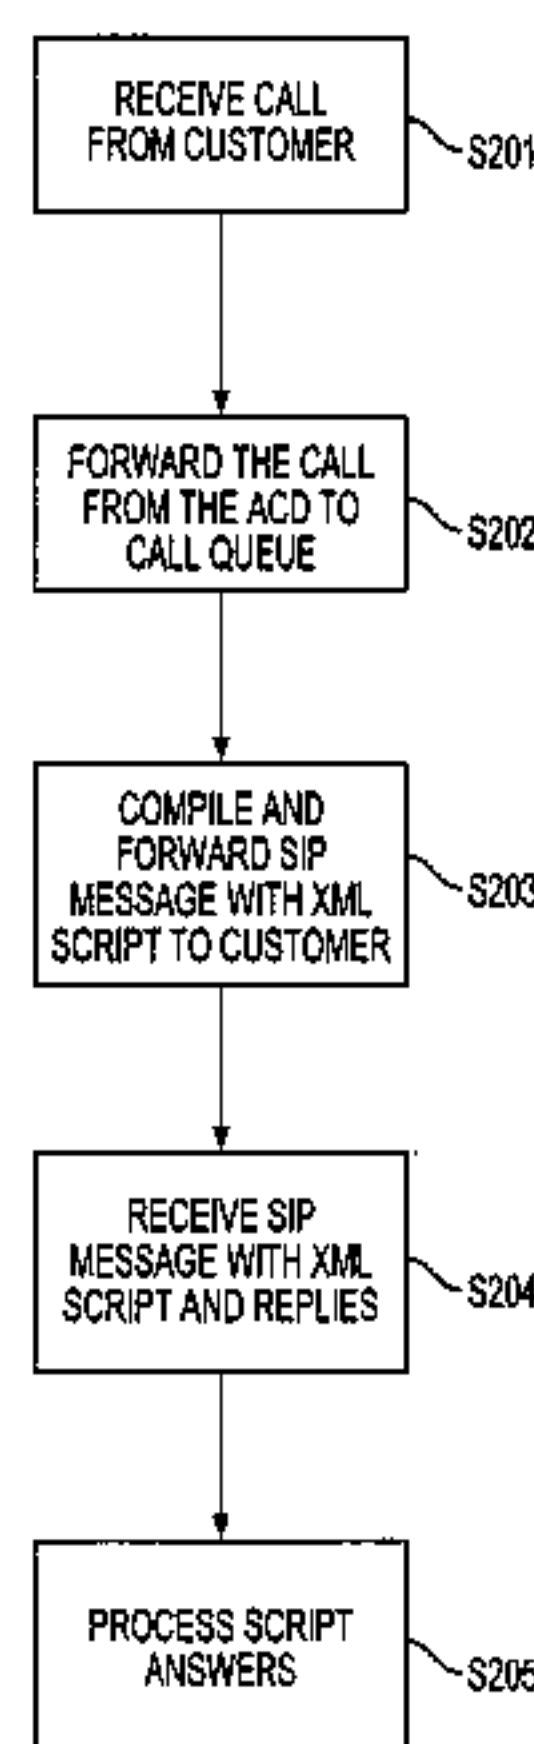 RECEIVE CALL
FROM CUSTOMER
S201
FORWARD THE CALL
FROM THE ACD TO
CALL QUEUE
S202
COMPILE AND
FORWARD SIP
MESSAGE WITH XML
SCRIPT TO CUSTOMER
S203
RECEIVE SIP
MESSAGE WITH XML
SCRIPT AND REPLIES
S204
PROCESS SCRIPT
ANSWERS
S205